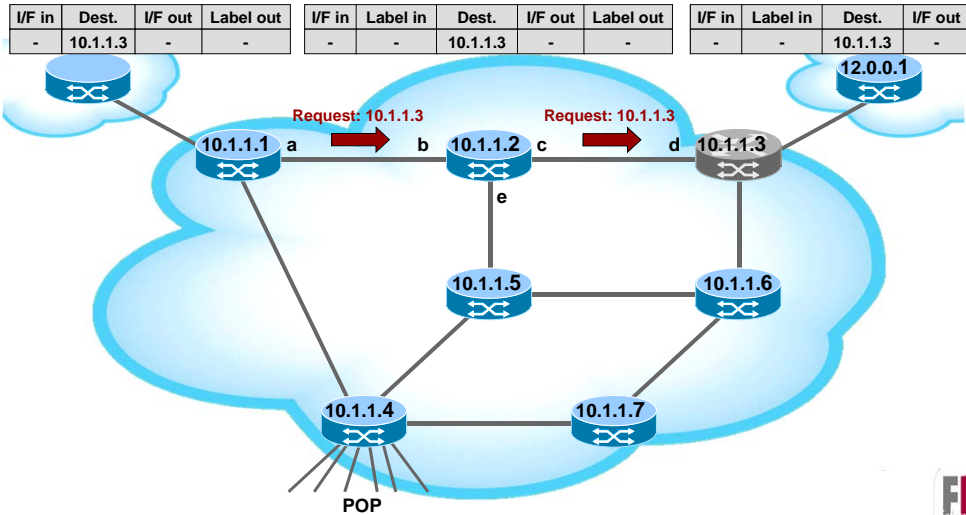 I/F in Dest. I/F out Label out
- 10.1.1.3 - -
I/F in Label in Dest. I/F out Label out
- - 10.1.1.3 - -
I/F in Label in Dest. I/F out
- - 10.1.1.3 -
12.0.0.1
Request: 10.1.1.3
Request: 10.1.1.3
10.1.1.1 a b 10.1.1.2 c d 10.1.1.3
e
10.1.1.5
10.1.1.6
10.1.1.4
10.1.1.7
POP